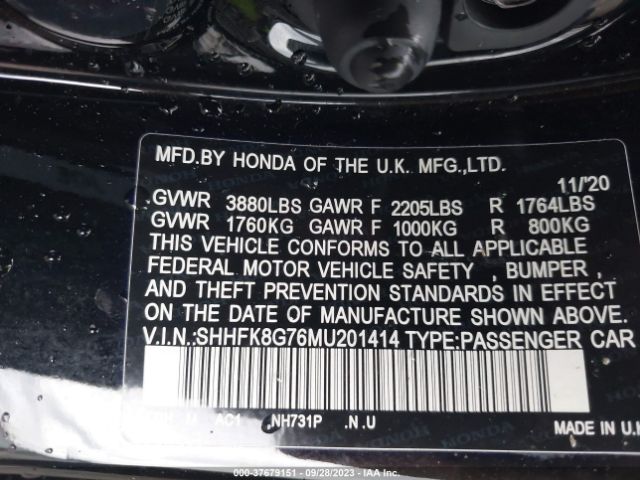 MFD.BY HONDA OF THE U.K. MFG.,LTD.
11/'20
GVWR 3880LBS GAWR F 2205LBS R 1764LBS
GVWR 1760KG GAWR F 1000KG R 800KG
THIS VEHICLE CONFORMS TO ALL APPLICABLE
FEDERAL MOTOR VEHICLE SAFETY , BUMPER ,
AND THEFT PREVENTION STANDARDS IN EFFECT
ON THE DATE OF MANUFACTURE SHOWN ABOVE.
V.I.N.:SHHFK8G76MU201414 TYPE:PASSENGER CAR
AC1 NH731P .N .U
MADE IN U.K
000-37679151 - 09/28/2023 - IAA Inc.